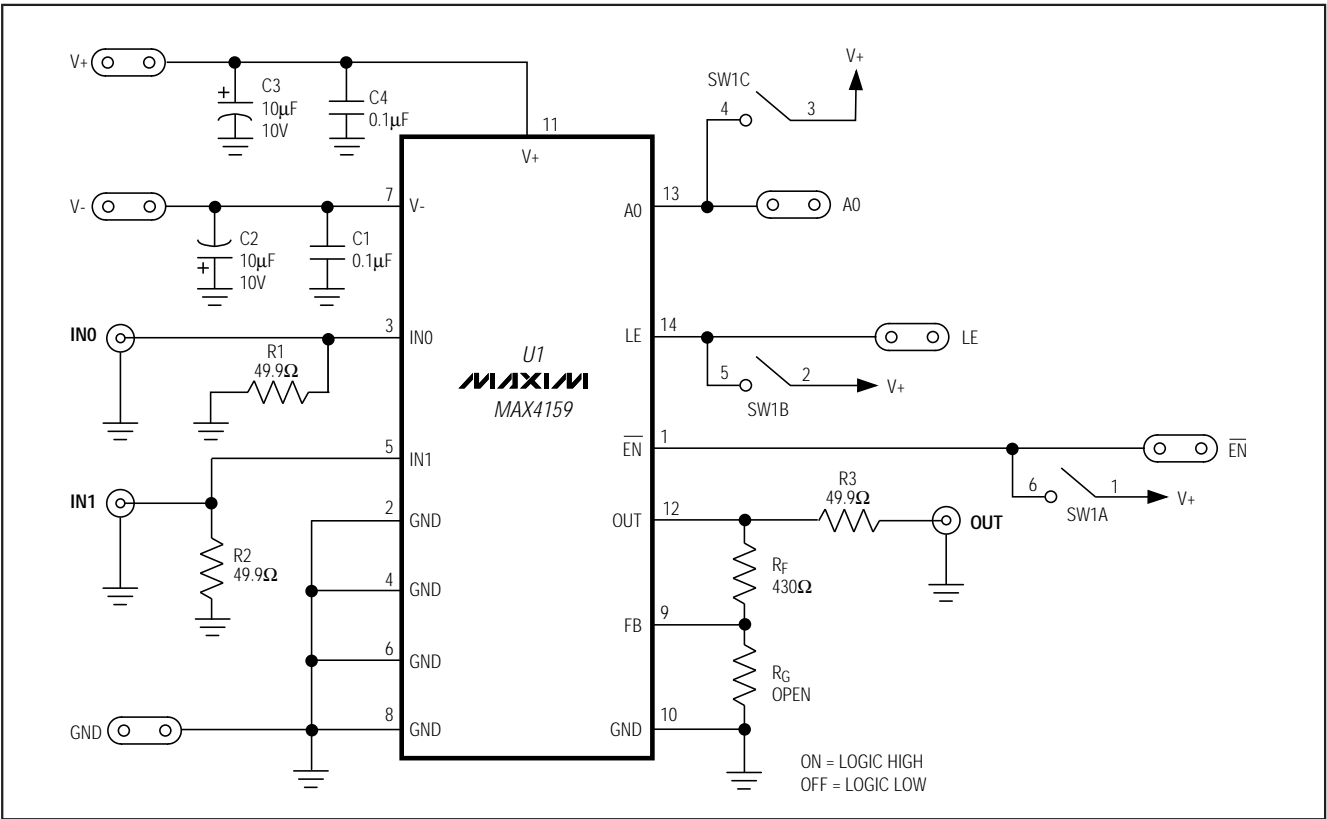 V+
C3
10µF
10V
C4
0.1µF
11
V+
V-
7
V-
C2
10µF
10V
C1
0.1µF
IN0
3
IN0
R1
49.9Ω
5
IN1
IN1
R2
49.9Ω
2
GND
4
GND
6
GND
GND
8
GND
U1
MAXIM
MAX4159
V+
SW1C
4
3
A0
13
A0
LE
14
LE
5
2
V+
SW1B
EN
1
EN
6
1
V+
SW1A
OUT
12
R3
49.9Ω
OUT
RF
430Ω
FB
9
RG
OPEN
GND
10
ON = LOGIC HIGH
OFF = LOGIC LOW
+
+